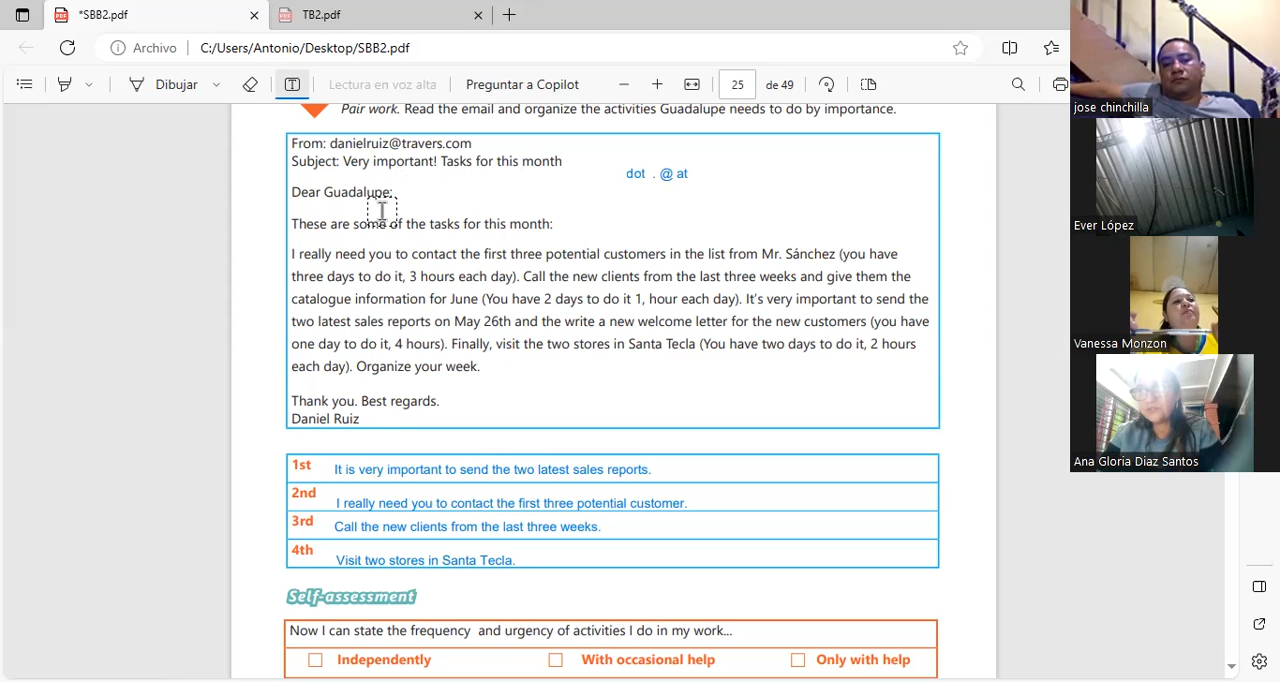 *SBB2.pdf
TB2.pdf
Archivo
C:/Users/Antonio/Desktop/SBB2.pdf
Dibujar
Lectura en voz alta
Preguntar a Copilot
25
de 49
Pair work. Read the email and organize the activities Guadalupe needs to do by importance.
From: danielruiz@travers.com
Subject: Very important! Tasks for this month
dot . @ at
Dear Guadalupe:
These are some of the tasks for this month:
I really need you to contact the first three potential customers in the list from Mr. Sánchez (you have
three days to do it, 3 hours each day). Call the new clients from the last three weeks and give them the
catalogue information for June (You have 2 days to do it 1, hour each day). It's very important to send the
two latest sales reports on May 26th and the write a new welcome letter for the new customers (you have
one day to do it, 4 hours). Finally, visit the two stores in Santa Tecla (You have two days to do it, 2 hours
each day). Organize your week.
Thank you. Best regards.
Daniel Ruiz
1st It is very important to send the two latest sales reports.
2nd I really need you to contact the first three potential customer.
3rd Call the new clients from the last three weeks.
4th Visit two stores in Santa Tecla.
Self-assessment
Now I can state the frequency and urgency of activities I do in my work...
Independently
With occasional help
Only with help
jose chinchilla
Ever López
Vanessa Monzon
Ana Gloria Diaz Santos